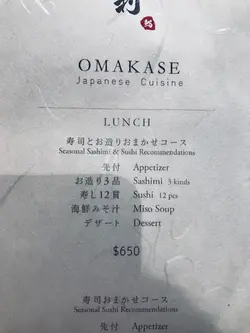 OMAKASE
Japanese Cuisine
LUNCH
寿司とお造りおまかせコース
Seasonal Sashimi & Sushi Recommendations
先付 Appetizer
お造り3品 Sashimi 3 kinds
寿し12貫 Sushi 12 pcs
海鮮みそ汁 Miso Soup
デザート Dessert
$650
寿司おまかせコース
Seasonal Sushi Recommendations
先付 Appetizer